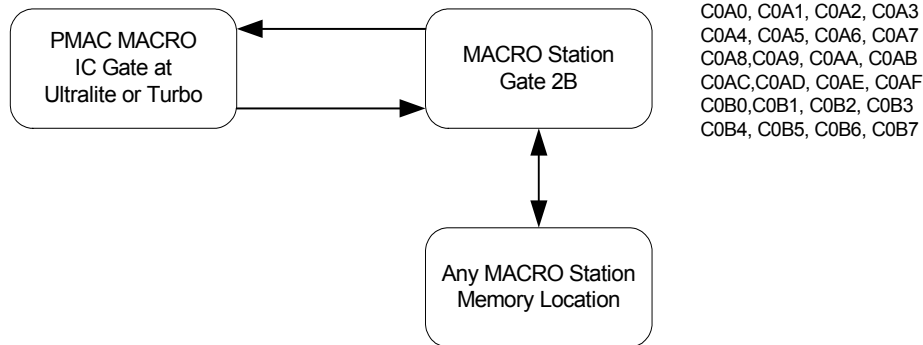 PMAC MACRO
IC Gate at
Ultralite or Turbo
MACRO Station
Gate 2B
C0A0, C0A1, C0A2, C0A3
C0A4, C0A5, C0A6, C0A7
C0A8,C0A9, C0AA, C0AB
C0AC,C0AD, C0AE, C0AF
C0B0,C0B1, C0B2, C0B3
C0B4, C0B5, C0B6, C0B7
Any MACRO Station
Memory Location